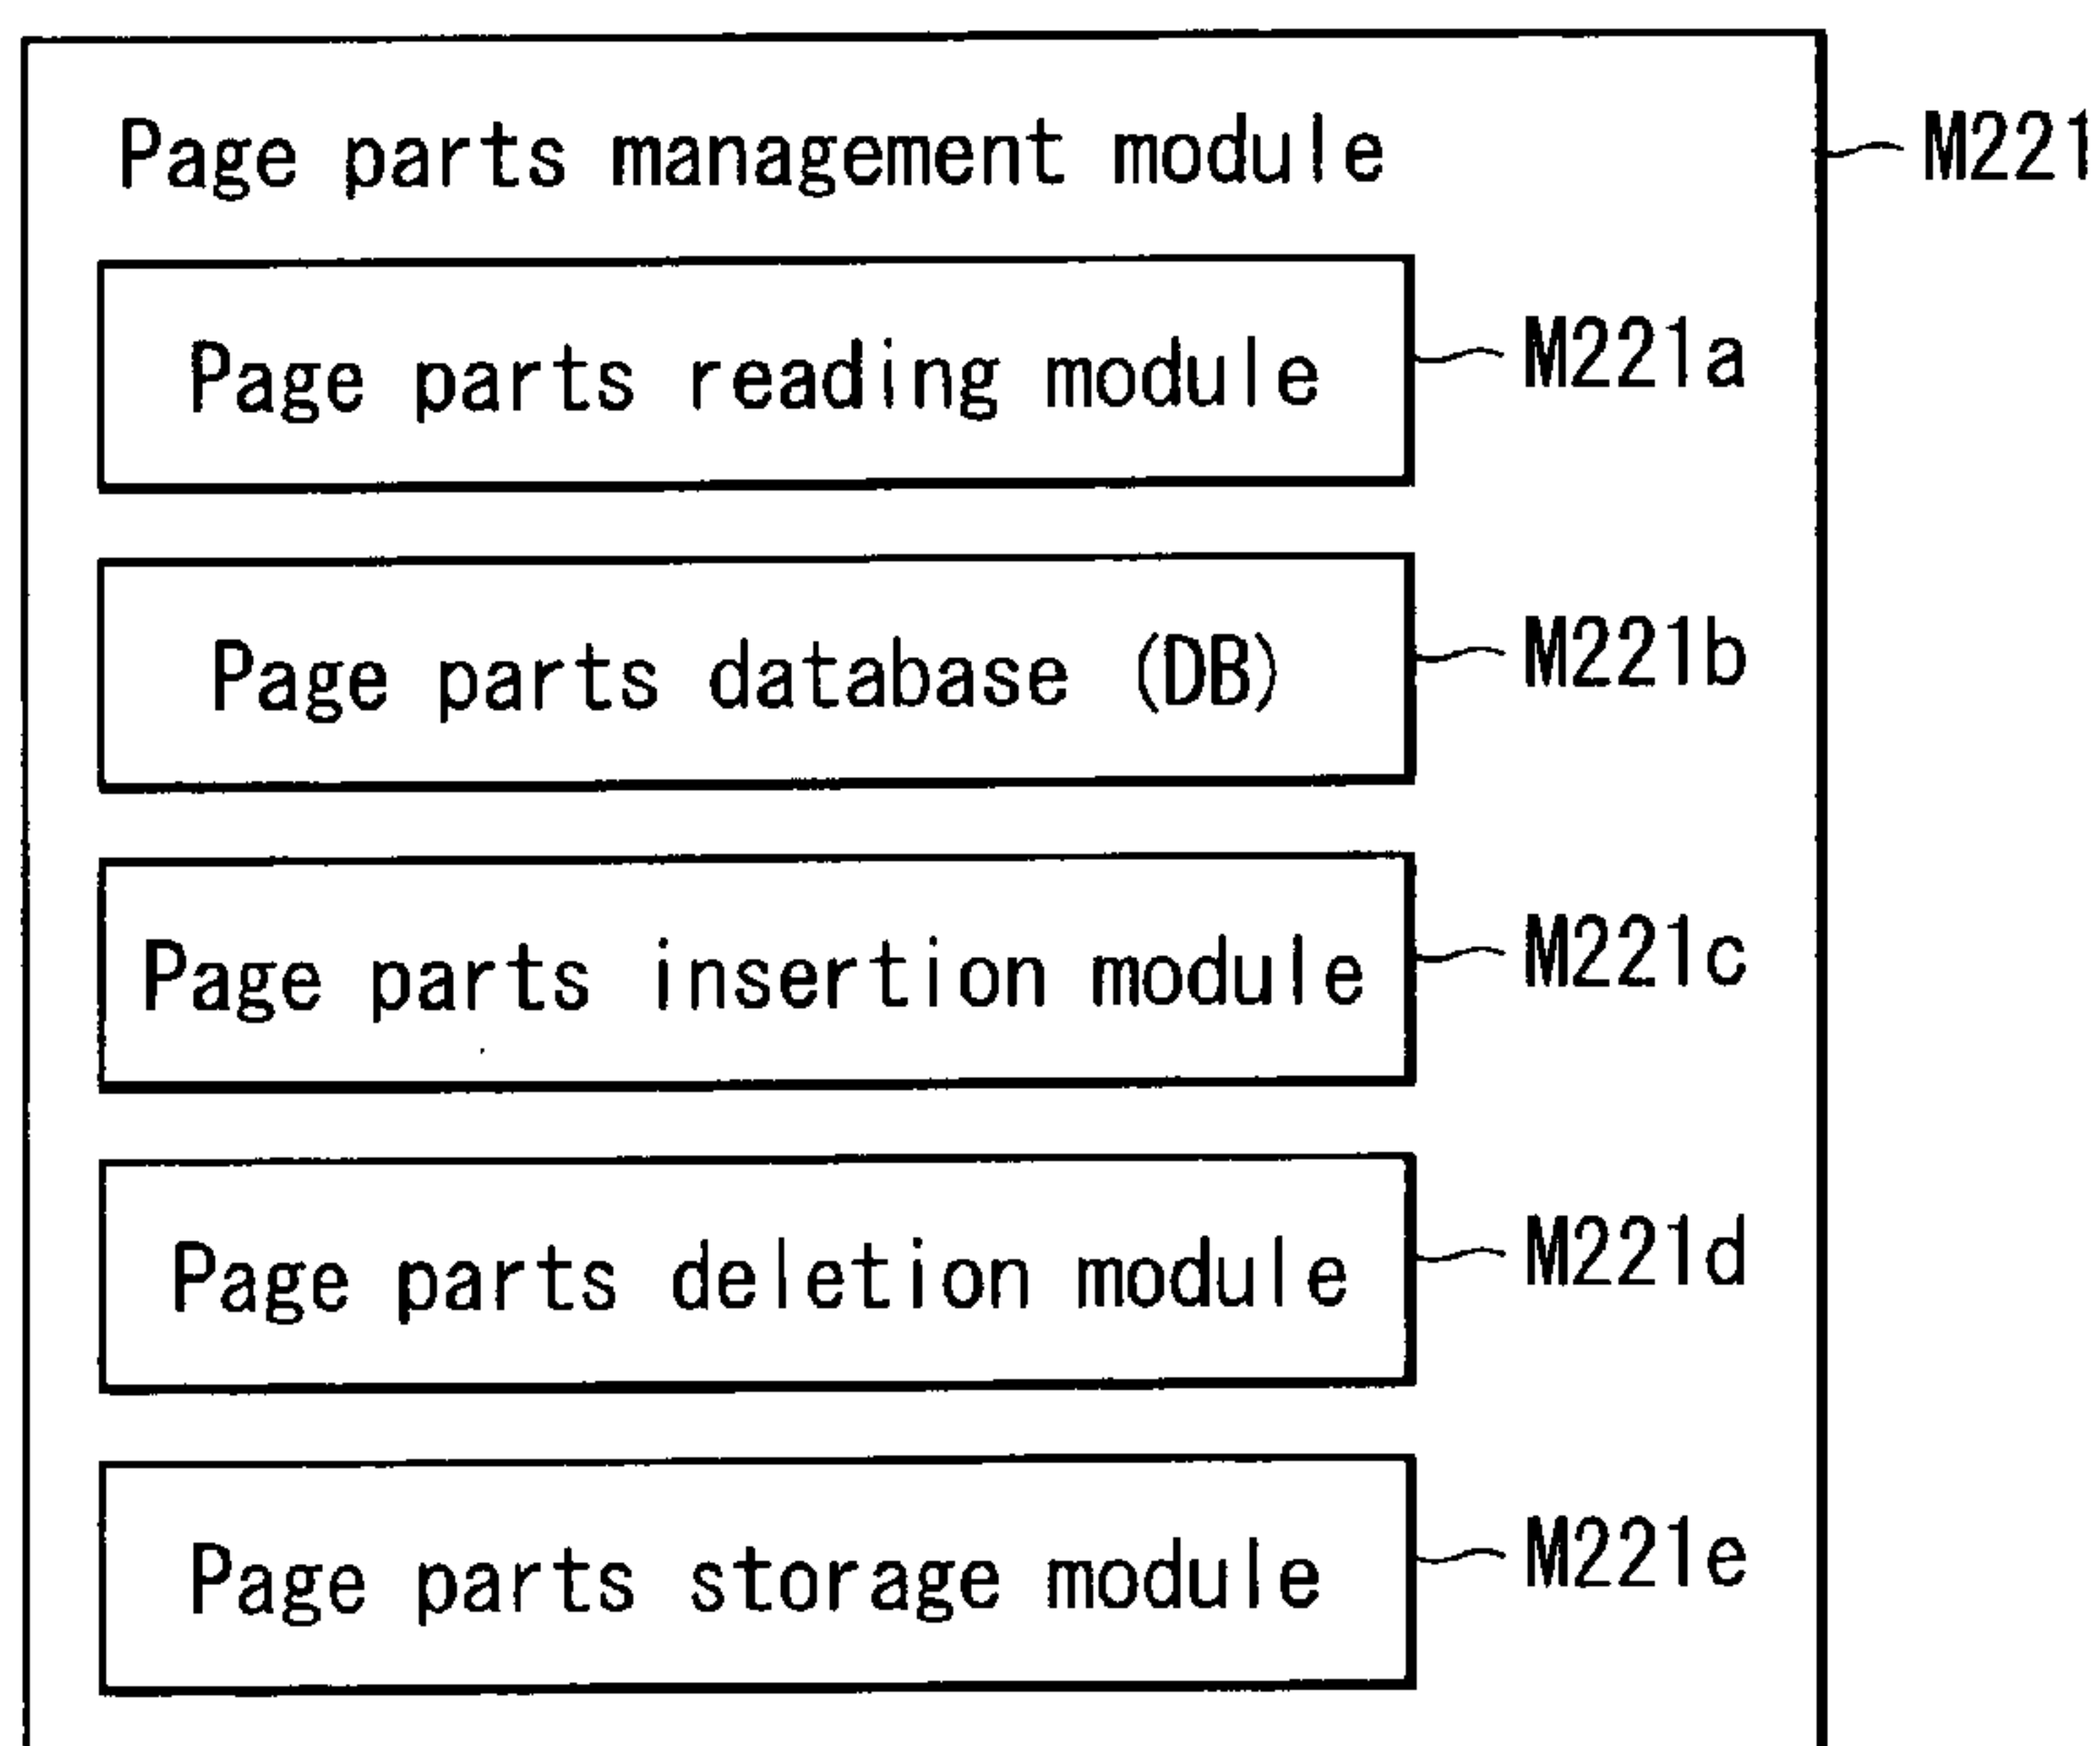 Page parts management module M221
Page parts reading module M221a
Page parts database (DB) M221b
Page parts insertion module M221c
Page parts deletion module M221d
Page parts storage module M221e